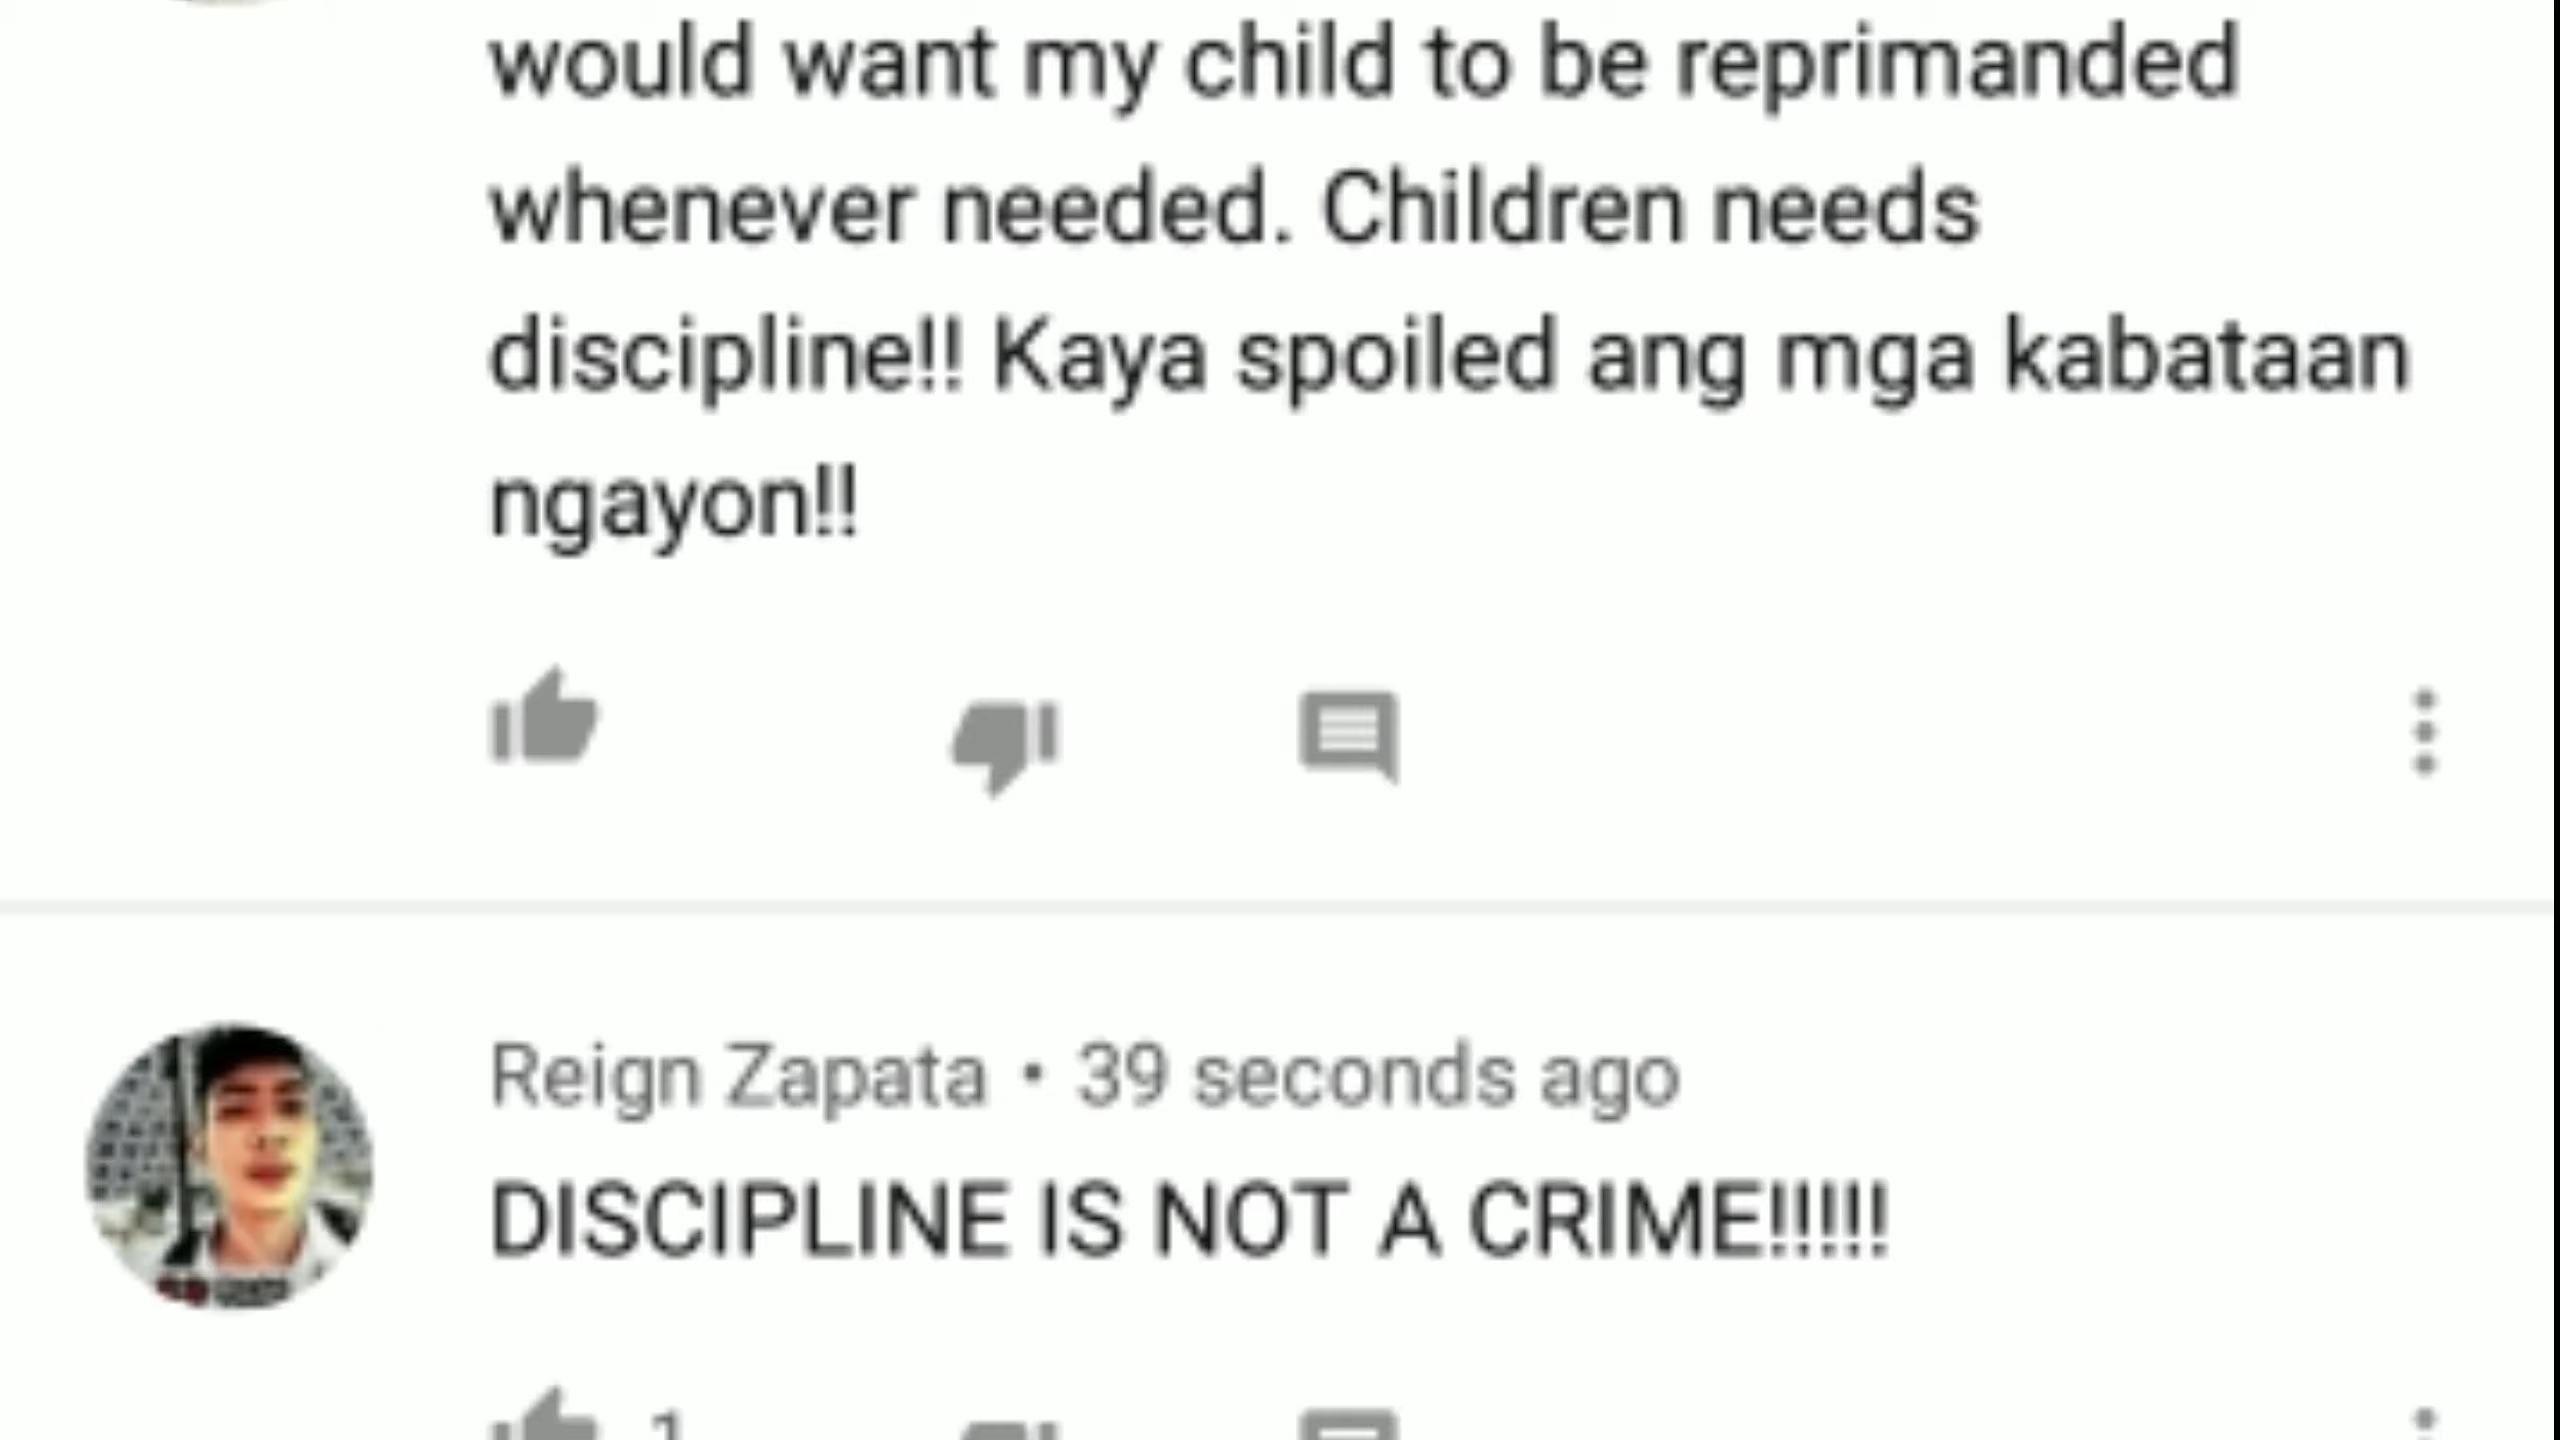 would want my child to be reprimanded
whenever needed. Children needs
discipline!! Kaya spoiled ang mga kabataan
ngayon!!
Reign Zapata • 39 seconds ago
DISCIPLINE IS NOT A CRIME!!!!!
1